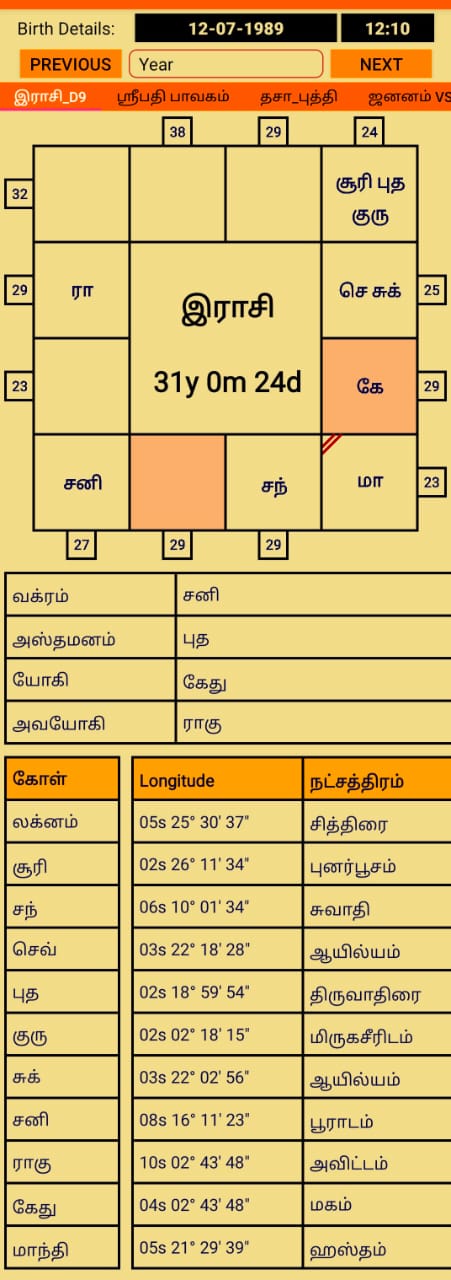 Birth Details: 12-07-1989 12:10
PREVIOUS Year NEXT
இராசி_D9 ஸ்ரீபதி பாவகம் தசா_புத்தி ஜனனம் VS
38 29 24
32 சூரி புத
குரு
29 ரா இராசி செ சுக் 25
23 31y 0m 24d கே 29
சனி சந் மா 23
27 29 29
வக்ரம் சனி
அஸ்தமனம் புத
யோகி கேது
அவயோகி ராகு
கோள் Longitude நட்சத்திரம்
லக்னம் 05s 25° 30' 37" சித்திரை
சூரி 02s 26° 11' 34" புனர்பூசம்
சந் 06s 10° 01' 34" சுவாதி
செவ் 03s 22° 18' 28" ஆயில்யம்
புத 02s 18° 59' 54" திருவாதிரை
குரு 02s 02° 18' 15" மிருகசீரிடம்
சுக் 03s 22° 02' 56" ஆயில்யம்
சனி 08s 16° 11' 23" பூராடம்
ராகு 10s 02° 43' 48" அவிட்டம்
கேது 04s 02° 43' 48" மகம்
மாந்தி 05s 21° 29' 39" ஹஸ்தம்